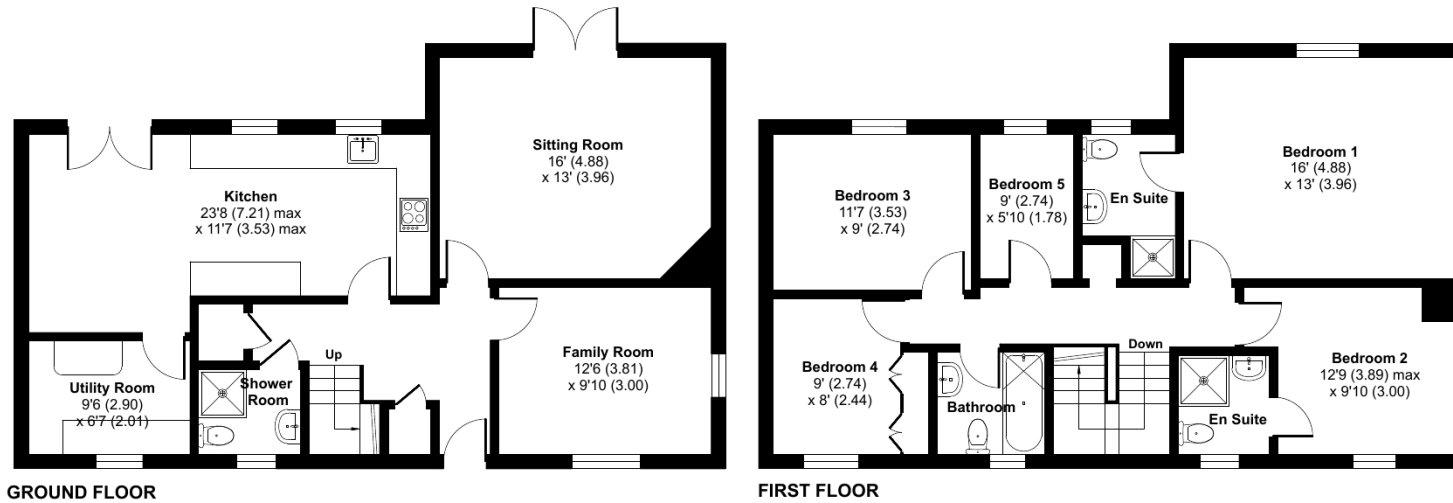 Sitting Room
16' (4.88)
x 13' (3.96)
Kitchen
23'8 (7.21) max
x 11'7 (3.53) max
Up
Family Room
12'6 (3.81)
x 9'10 (3.00)
Utility Room
9'6 (2.90)
x 6'7 (2.01)
Shower
Room
GROUND FLOOR
Bedroom 1
16' (4.88)
x 13' (3.96)
Bedroom 3
11'7 (3.53)
x 9' (2.74)
Bedroom 5
9' (2.74)
x 5'10 (1.78)
En Suite
Down
Bedroom 4
9' (2.74)
x 8' (2.44)
Bathroom
Bedroom 2
12'9 (3.89) max
x 9'10 (3.00)
En Suite
FIRST FLOOR